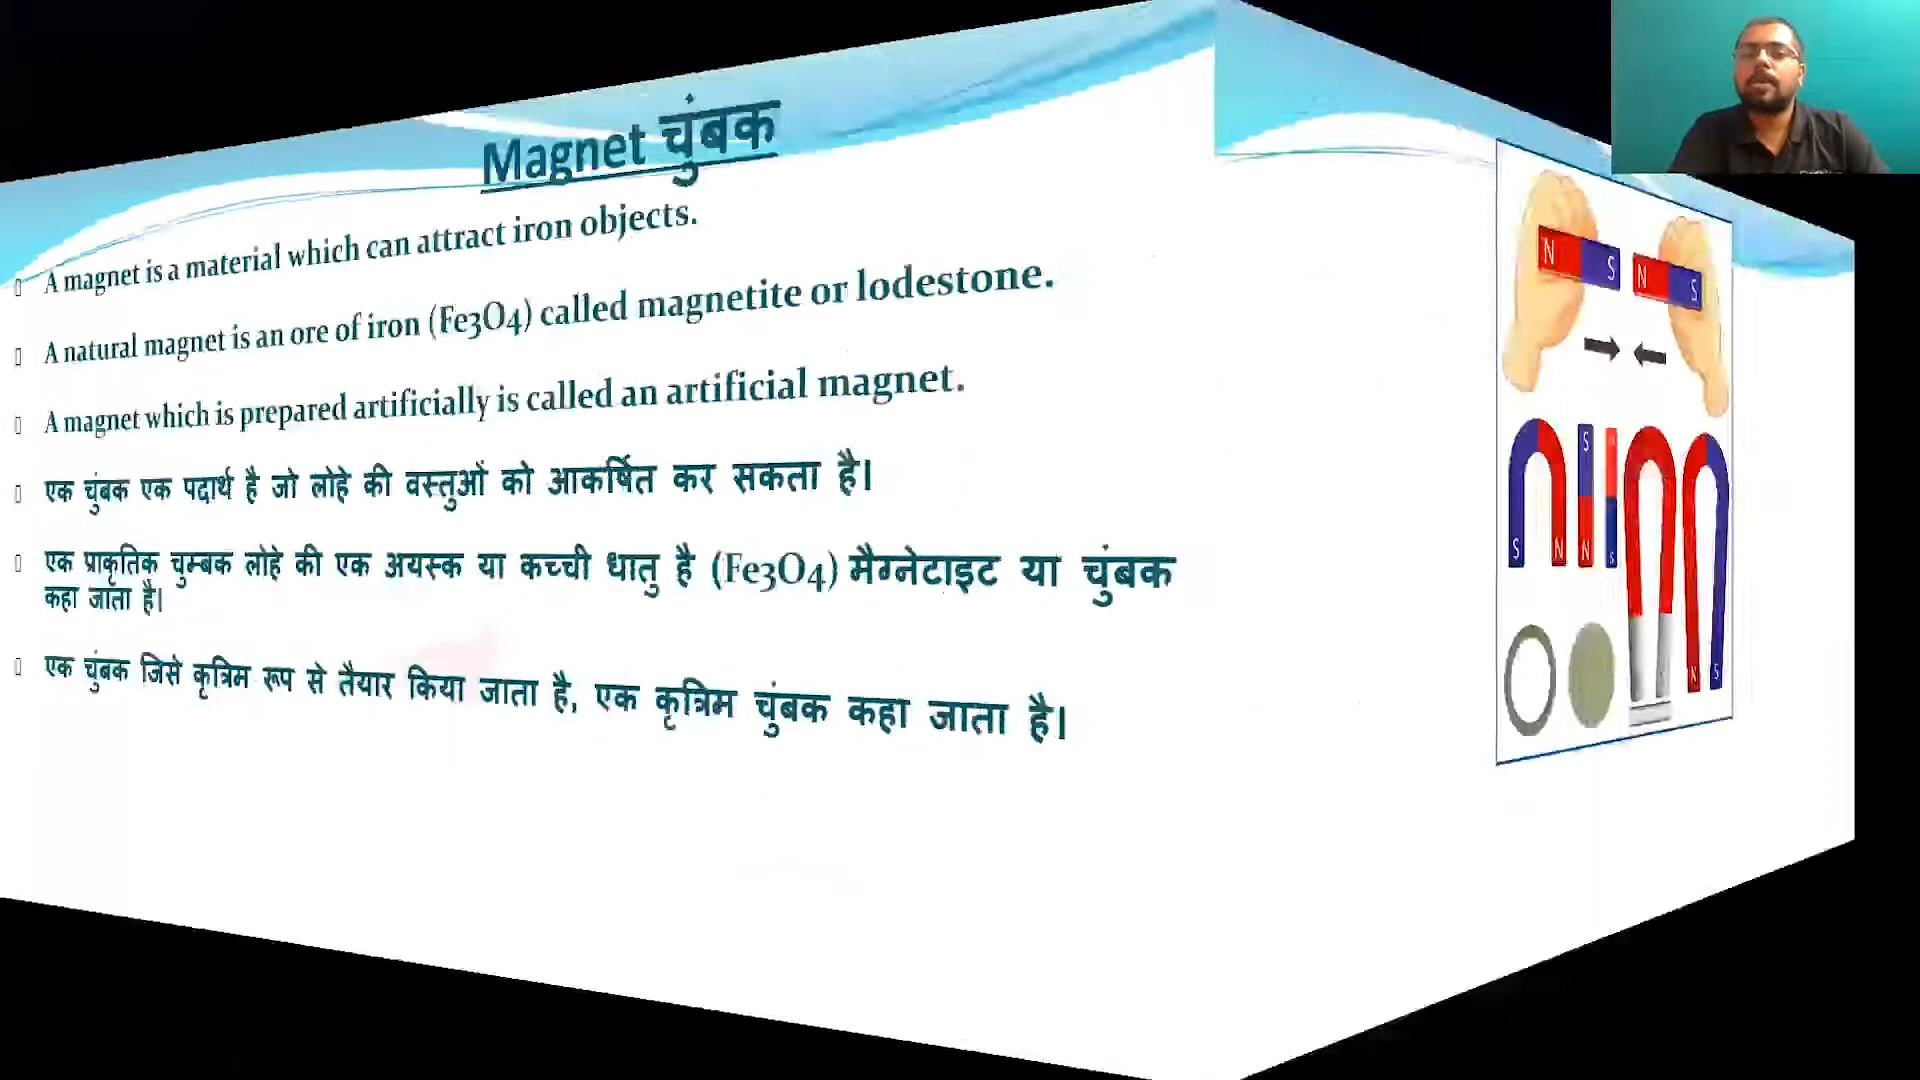 Magnet चुंबक
A magnet is a material which can attract iron objects.
A natural magnet is an ore of iron (Fe3O4) called magnetite or lodestone.
A magnet which is prepared artificially is called an artificial magnet.
एक चुंबक एक पदार्थ है जो लोहे की वस्तुओं को आकर्षित कर सकता है।
एक प्राकृतिक चुम्बक लोहे की एक अयस्क या कच्ची धातु है (Fe3O4) मैग्नेटाइट या चुंबक
कहा जाता है।
एक चुंबक जिसे कृत्रिम रूप से तैयार किया जाता है, एक कृत्रिम चुंबक कहा जाता है।
N S N S
S
S N N S
N S